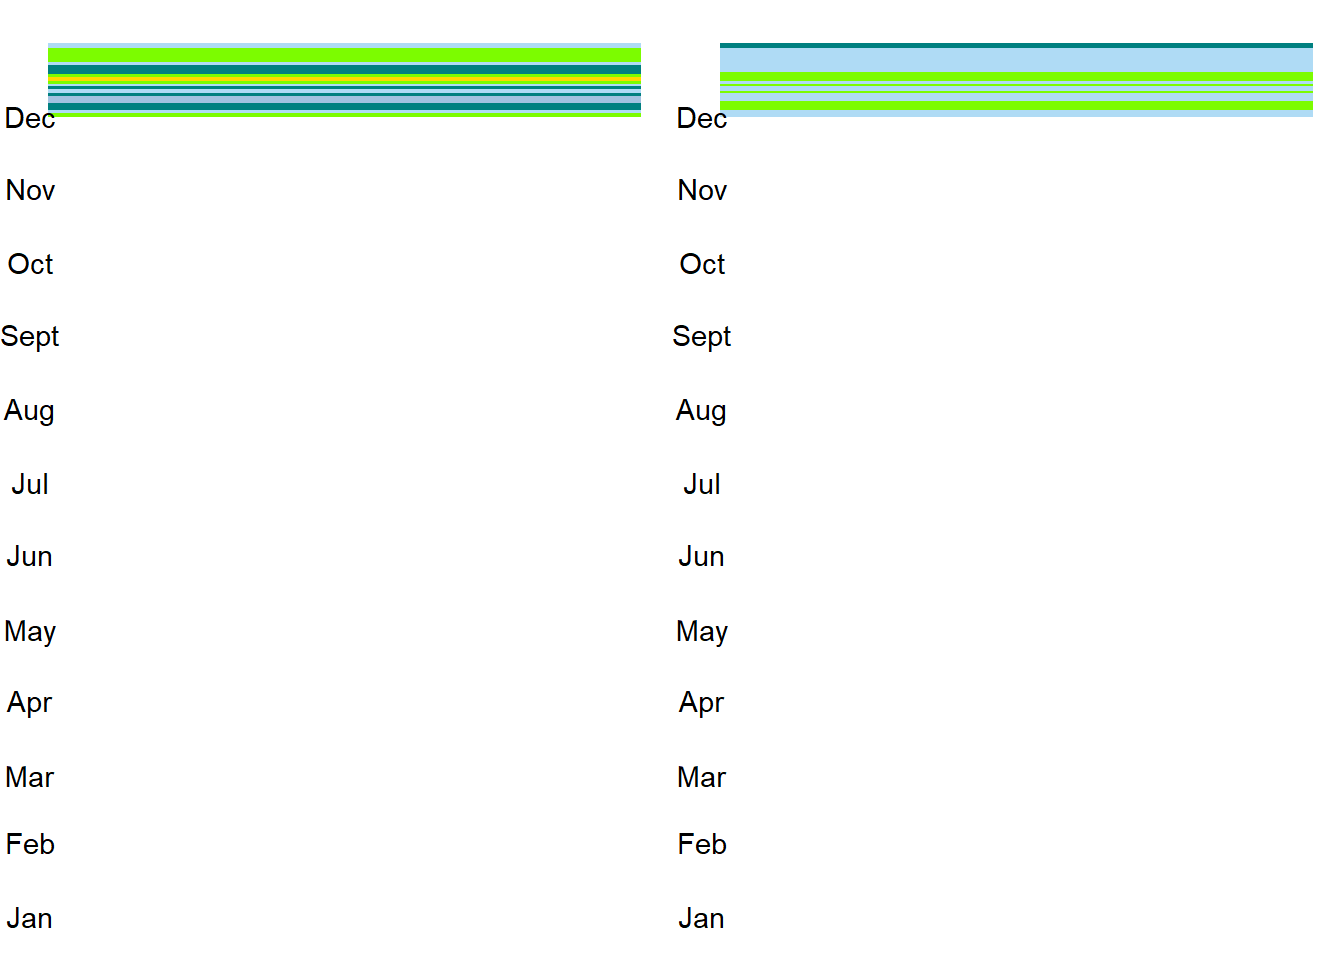 Dec Dec
Nov Nov
Oct Oct
Sept Sept
Aug Aug
Jul Jul
Jun Jun
May May
Apr Apr
Mar Mar
Feb Feb
Jan Jan